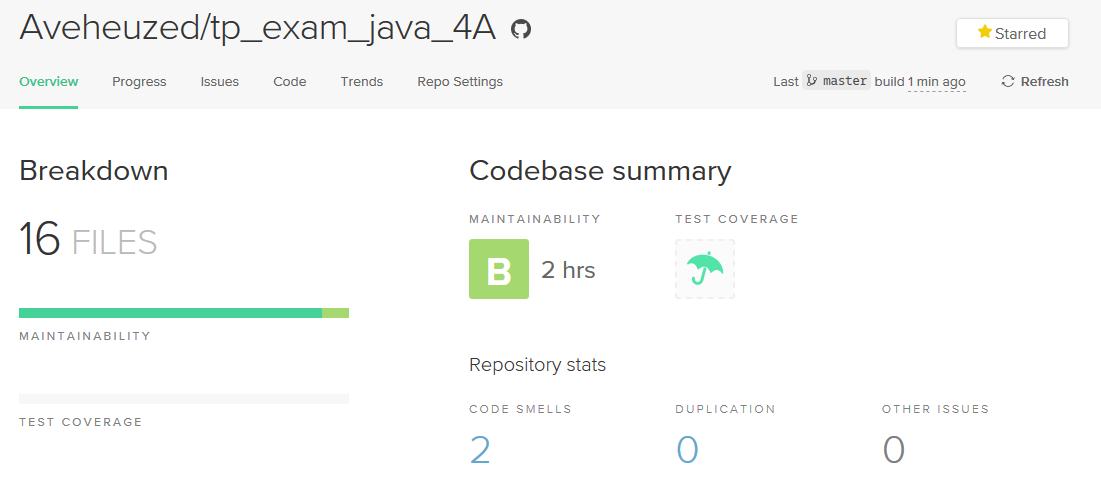 Aveheuzed/tp_exam_java_4A
Starred
Overview Progress Issues Code Trends Repo Settings
Last master build 1 min ago Refresh
Breakdown
16 FILES
MAINTAINABILITY
TEST COVERAGE
Codebase summary
MAINTAINABILITY TEST COVERAGE
B 2 hrs
Repository stats
CODE SMELLS DUPLICATION OTHER ISSUES
2 0 0